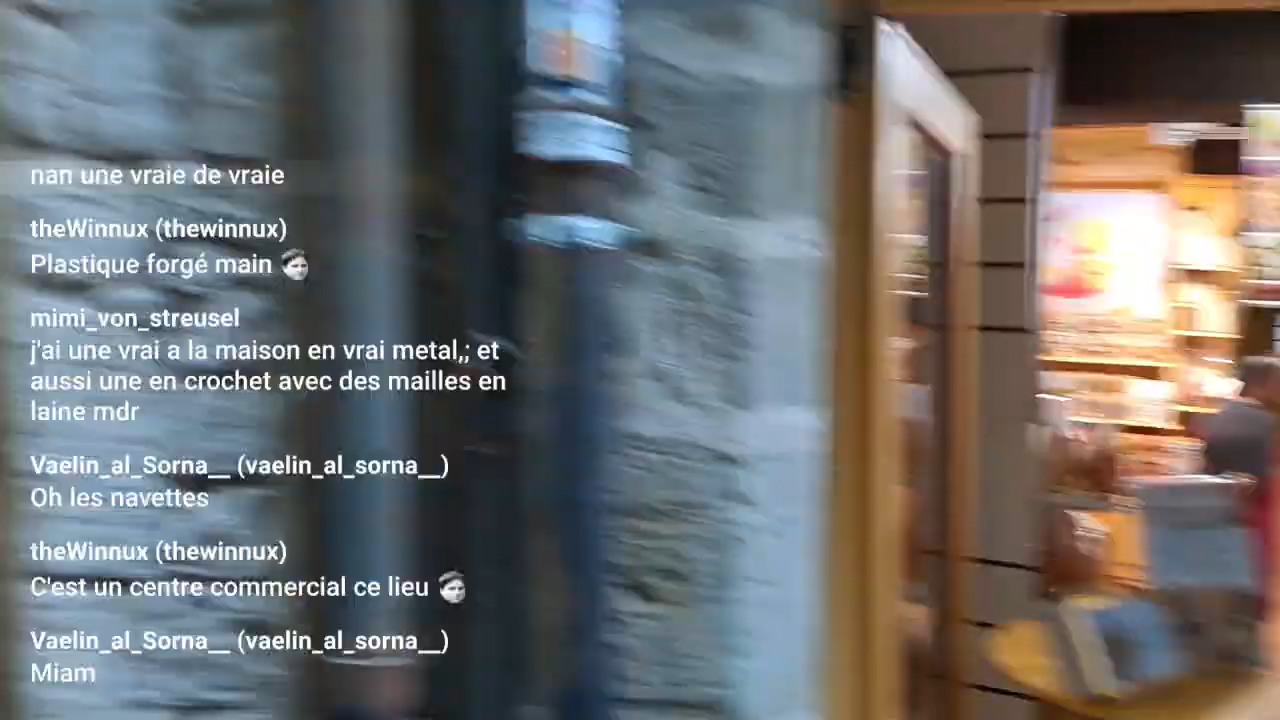 nan une vraie de vraie
theWinnux (thewinnux)
Plastique forgé main
mimi_von_streusel
j'ai une vrai a la maison en vrai metal,; et
aussi une en crochet avec des mailles en
laine mdr
Vaelin_al_Sorna__ (vaelin_al_sorna__)
Oh les navettes
theWinnux (thewinnux)
C'est un centre commercial ce lieu
Vaelin_al_Sorna__ (vaelin_al_sorna__)
Miam